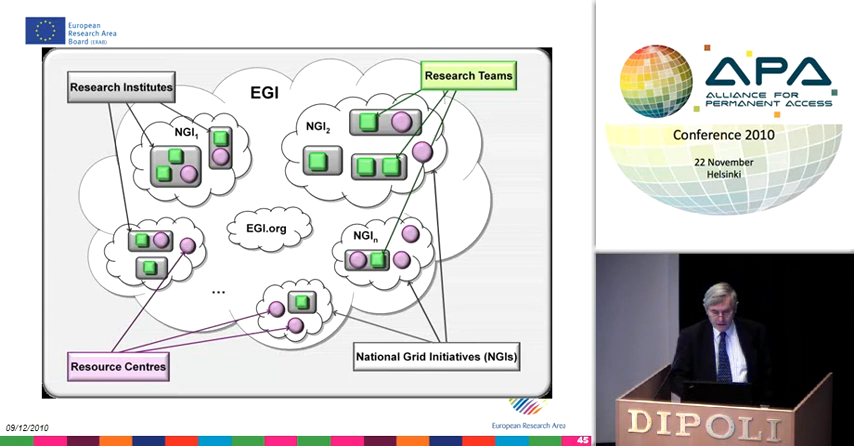 European
Research Area
Board (ERAB)
Research Institutes
EGI
Research Teams
NGI1
NGI2
EGI.org
NGIn
...
Resource Centres
National Grid Initiatives (NGIs)
09/12/2010
European Research Area
45
APA
ALLIANCE FOR
PERMANENT ACCESS
Conference 2010
22 November
Helsinki
DIPOLI